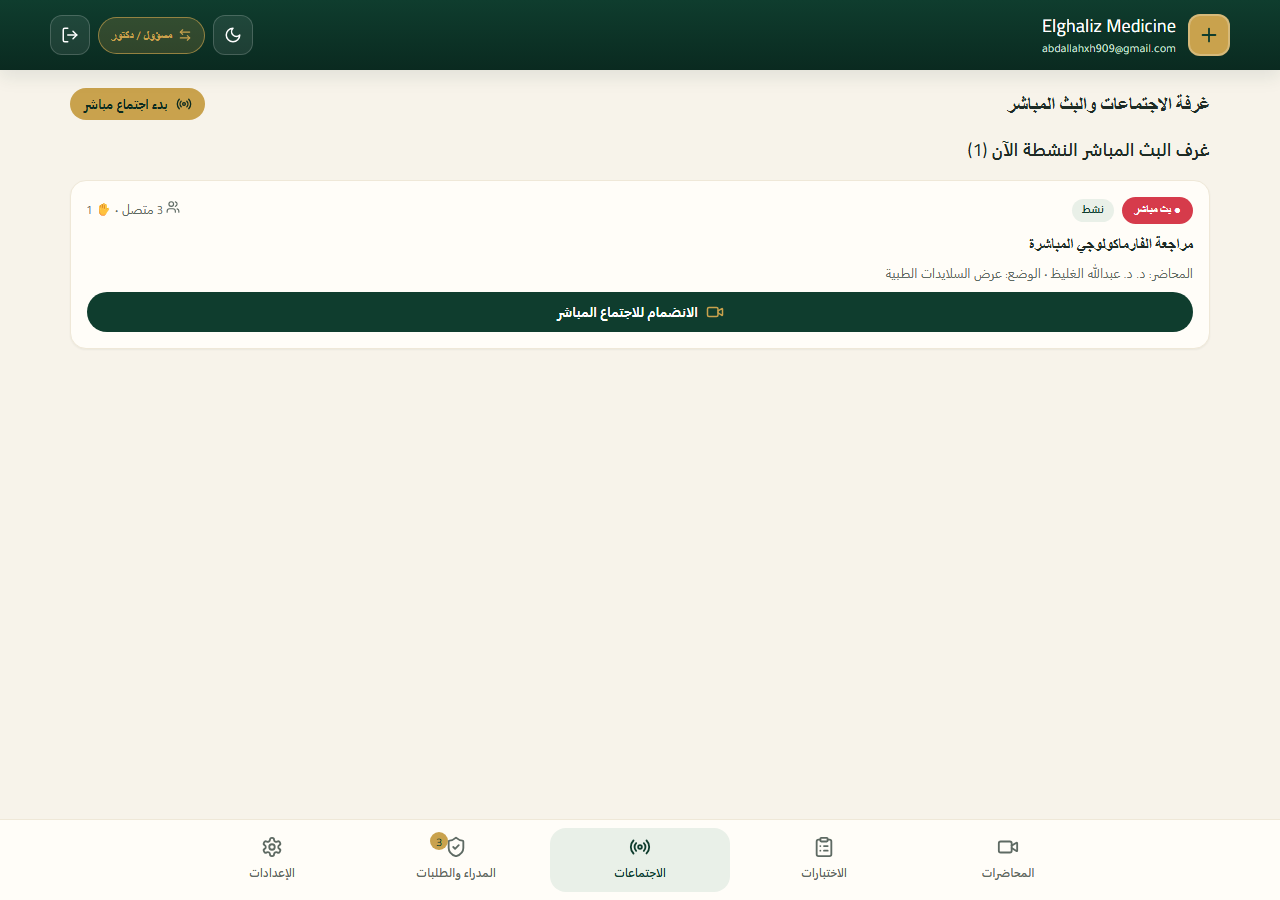 Elghaliz Medicine
abdallahxh909@gmail.com
مسؤول / دكتور
غرفة الاجتماعات والبث المباشر
بدء اجتماع مباشر
غرف البث المباشر النشطة الآن (1)
● بث مباشر
نشط
3 متصل · ✋ 1
مراجعة الفارماكولوجي المباشرة
المحاضر: د. د. عبدالله الغليظ · الوضع: عرض السلايدات الطبية
الانضمام للاجتماع المباشر
المحاضرات
الاختبارات
الاجتماعات
3
المدراء والطلبات
الإعدادات